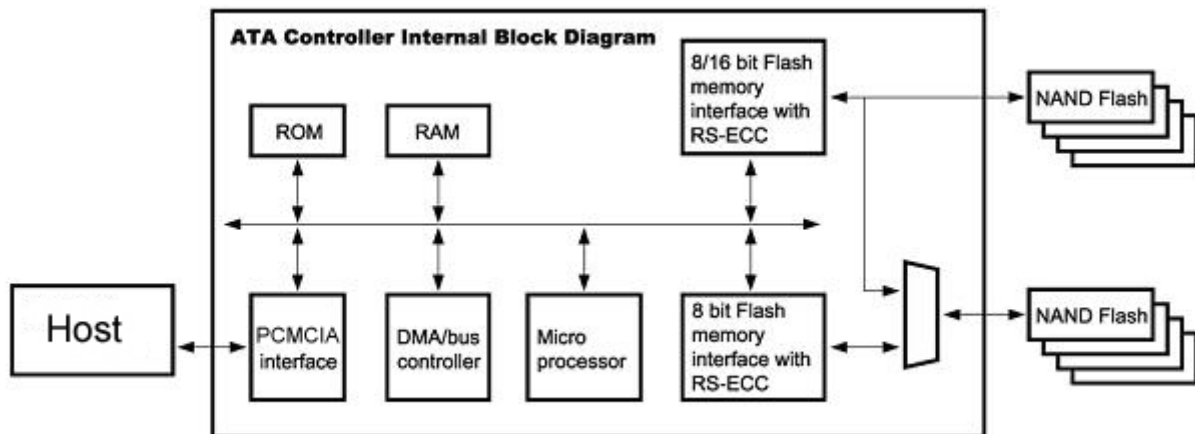 ATA Controller Internal Block Diagram
8/16 bit Flash
memory
interface with
RS-ECC
NAND Flash
ROM
RAM
Host
PCMCIA
interface
DMA/bus
controller
Micro
processor
8 bit Flash
memory
interface with
RS-ECC
NAND Flash